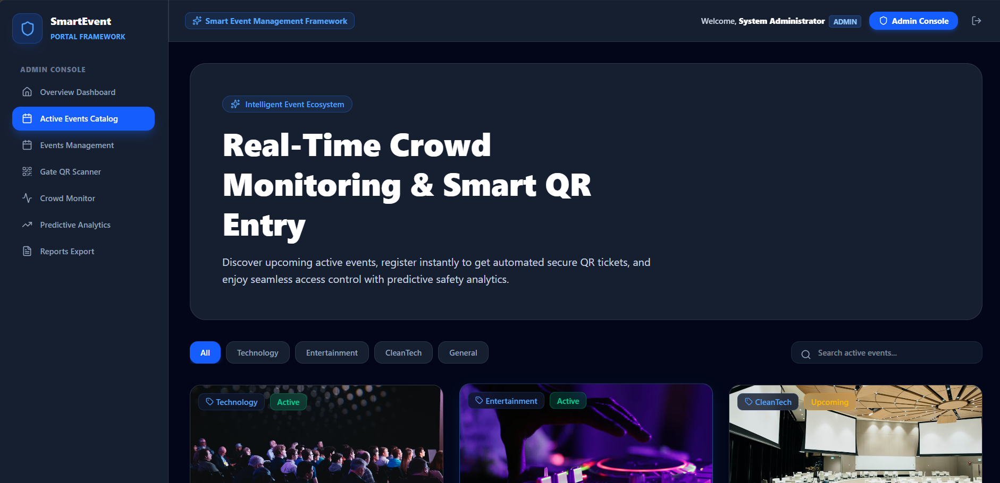 SmartEvent
PORTAL FRAMEWORK
ADMIN CONSOLE
Overview Dashboard
Active Events Catalog
Events Management
Gate QR Scanner
Crowd Monitor
Predictive Analytics
Reports Export
Smart Event Management Framework
Welcome, System Administrator ADMIN
Admin Console
Intelligent Event Ecosystem
Real-Time Crowd
Monitoring & Smart QR
Entry
Discover upcoming active events, register instantly to get automated secure QR tickets, and
enjoy seamless access control with predictive safety analytics.
All Technology Entertainment CleanTech General
Search active events...
Technology Active
Entertainment Active
CleanTech Upcoming